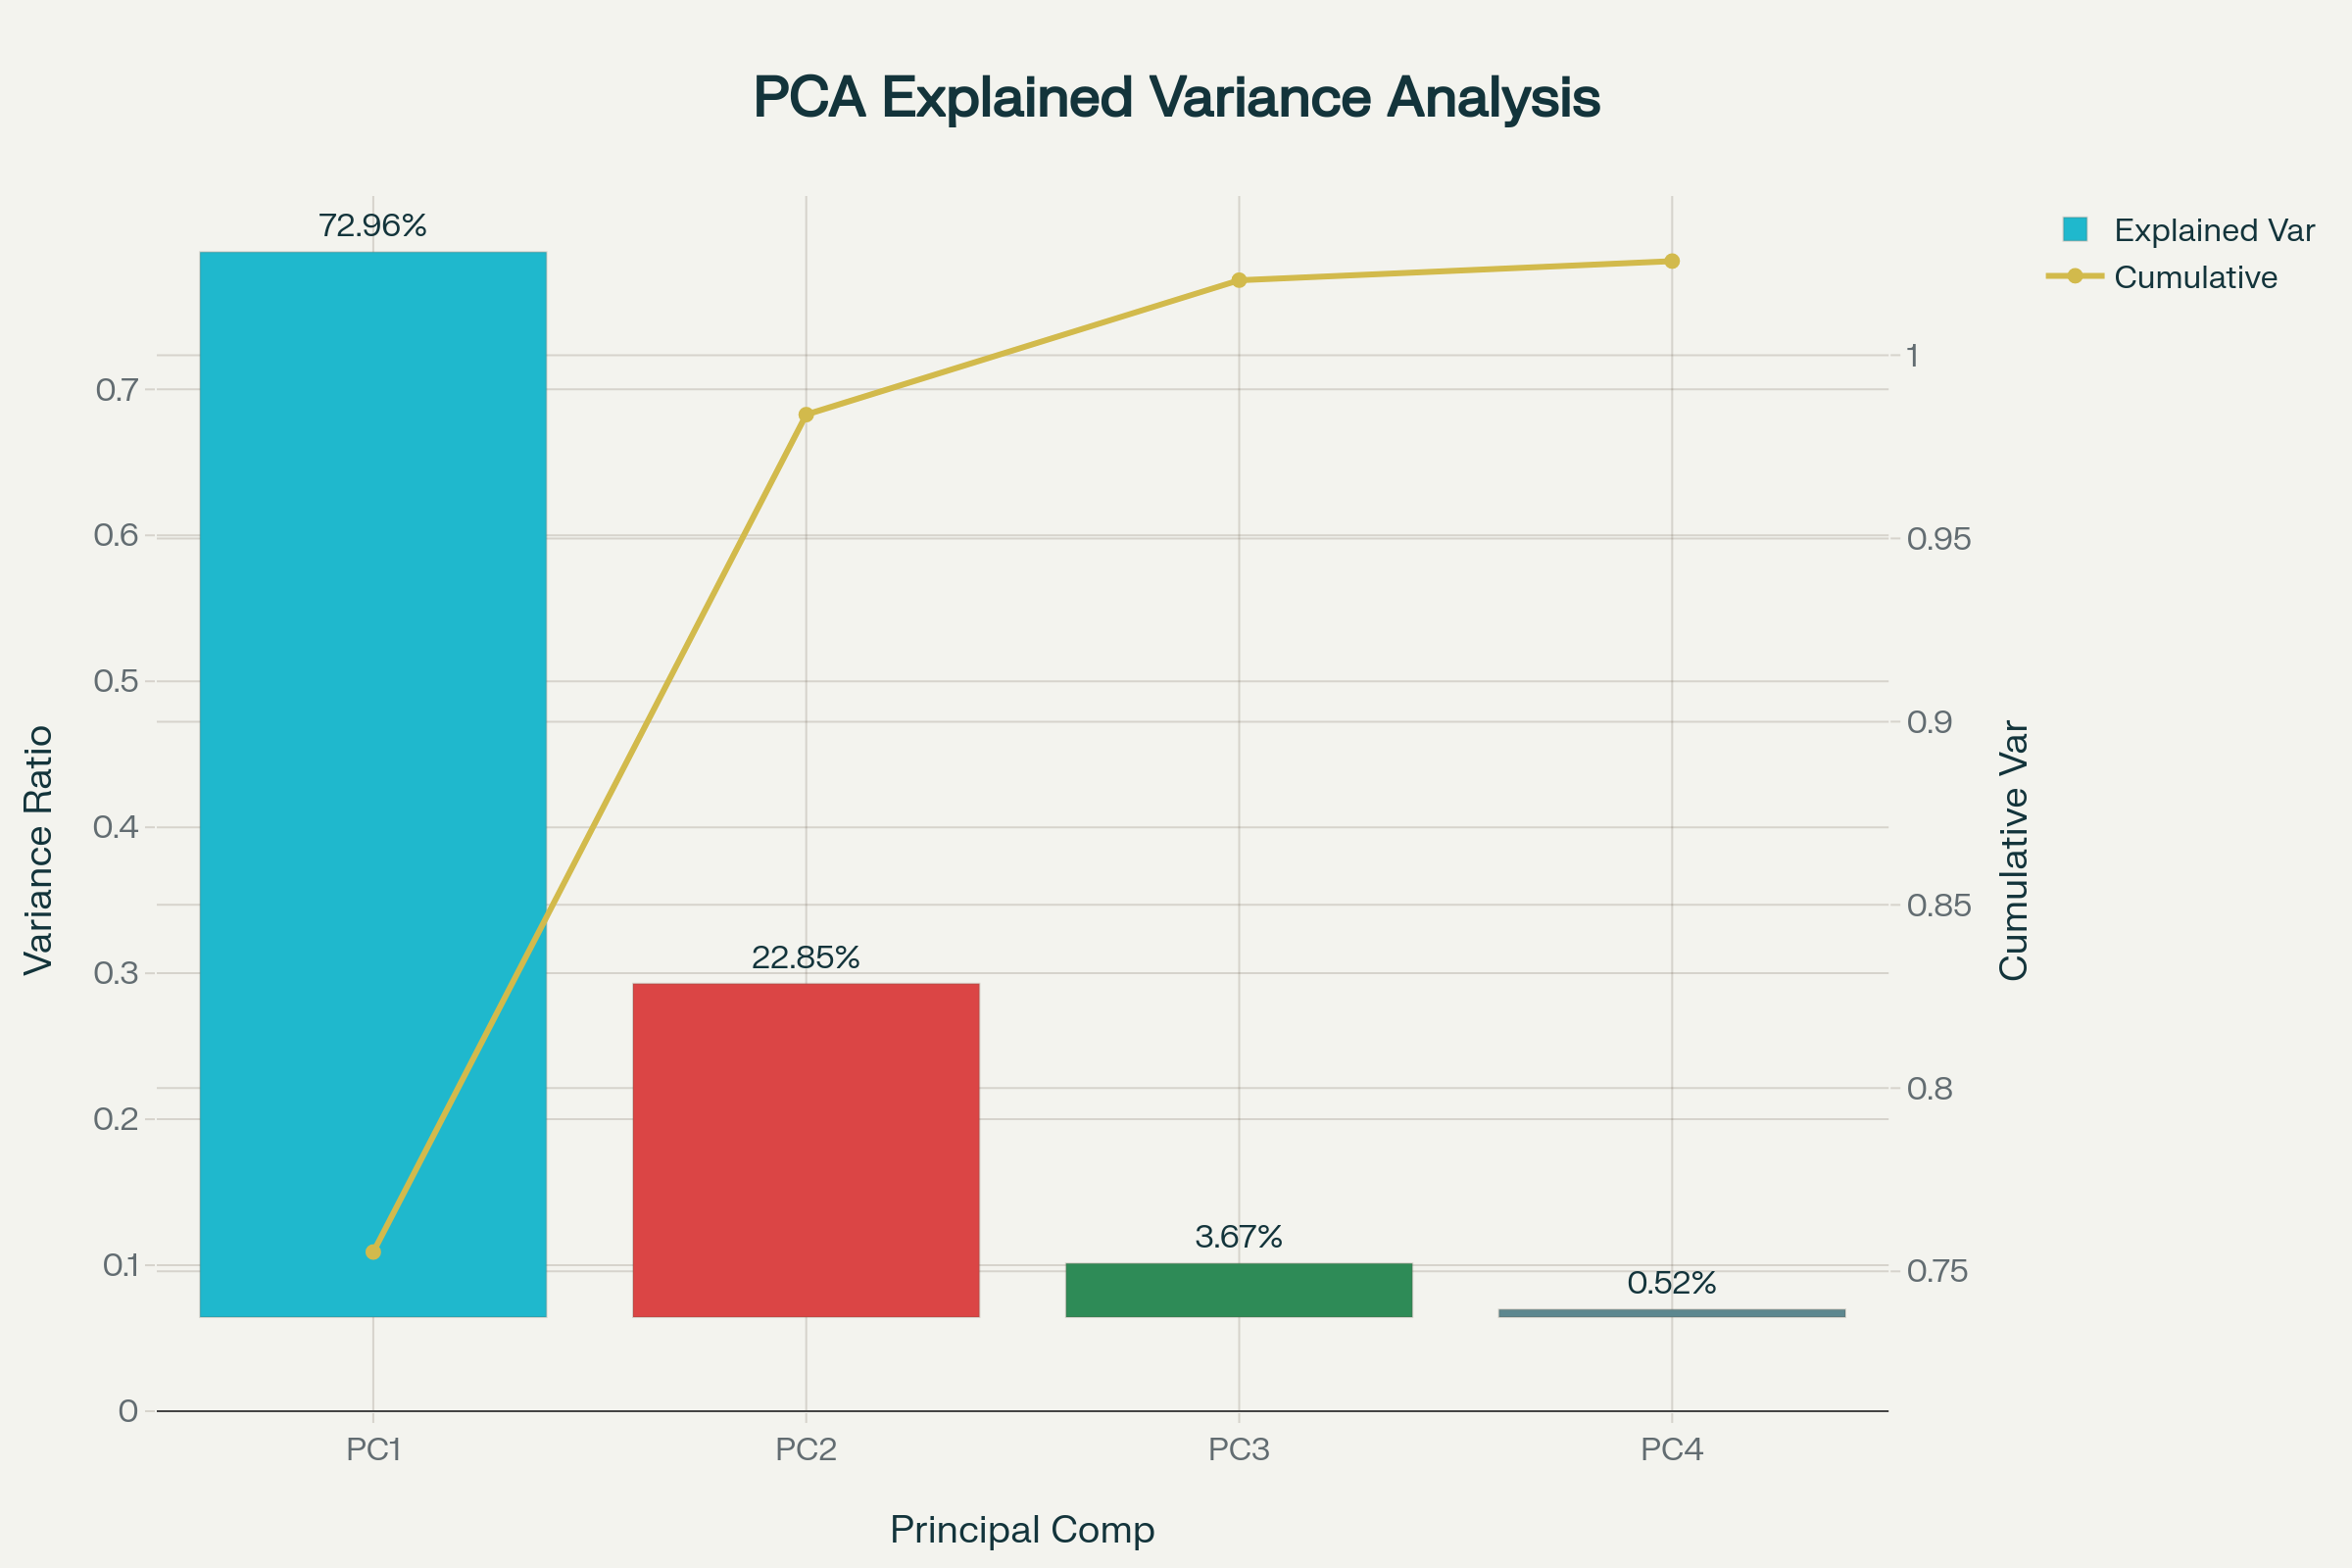 PCA Explained Variance Analysis
Explained Var
Cumulative
72.96%
22.85%
3.67%
0.52%
Variance Ratio
0.7
0.6
0.5
0.4
0.3
0.2
0.1
0
1
0.95
0.9
0.85
0.8
0.75
Cumulative Var
PC1 PC2 PC3 PC4
Principal Comp